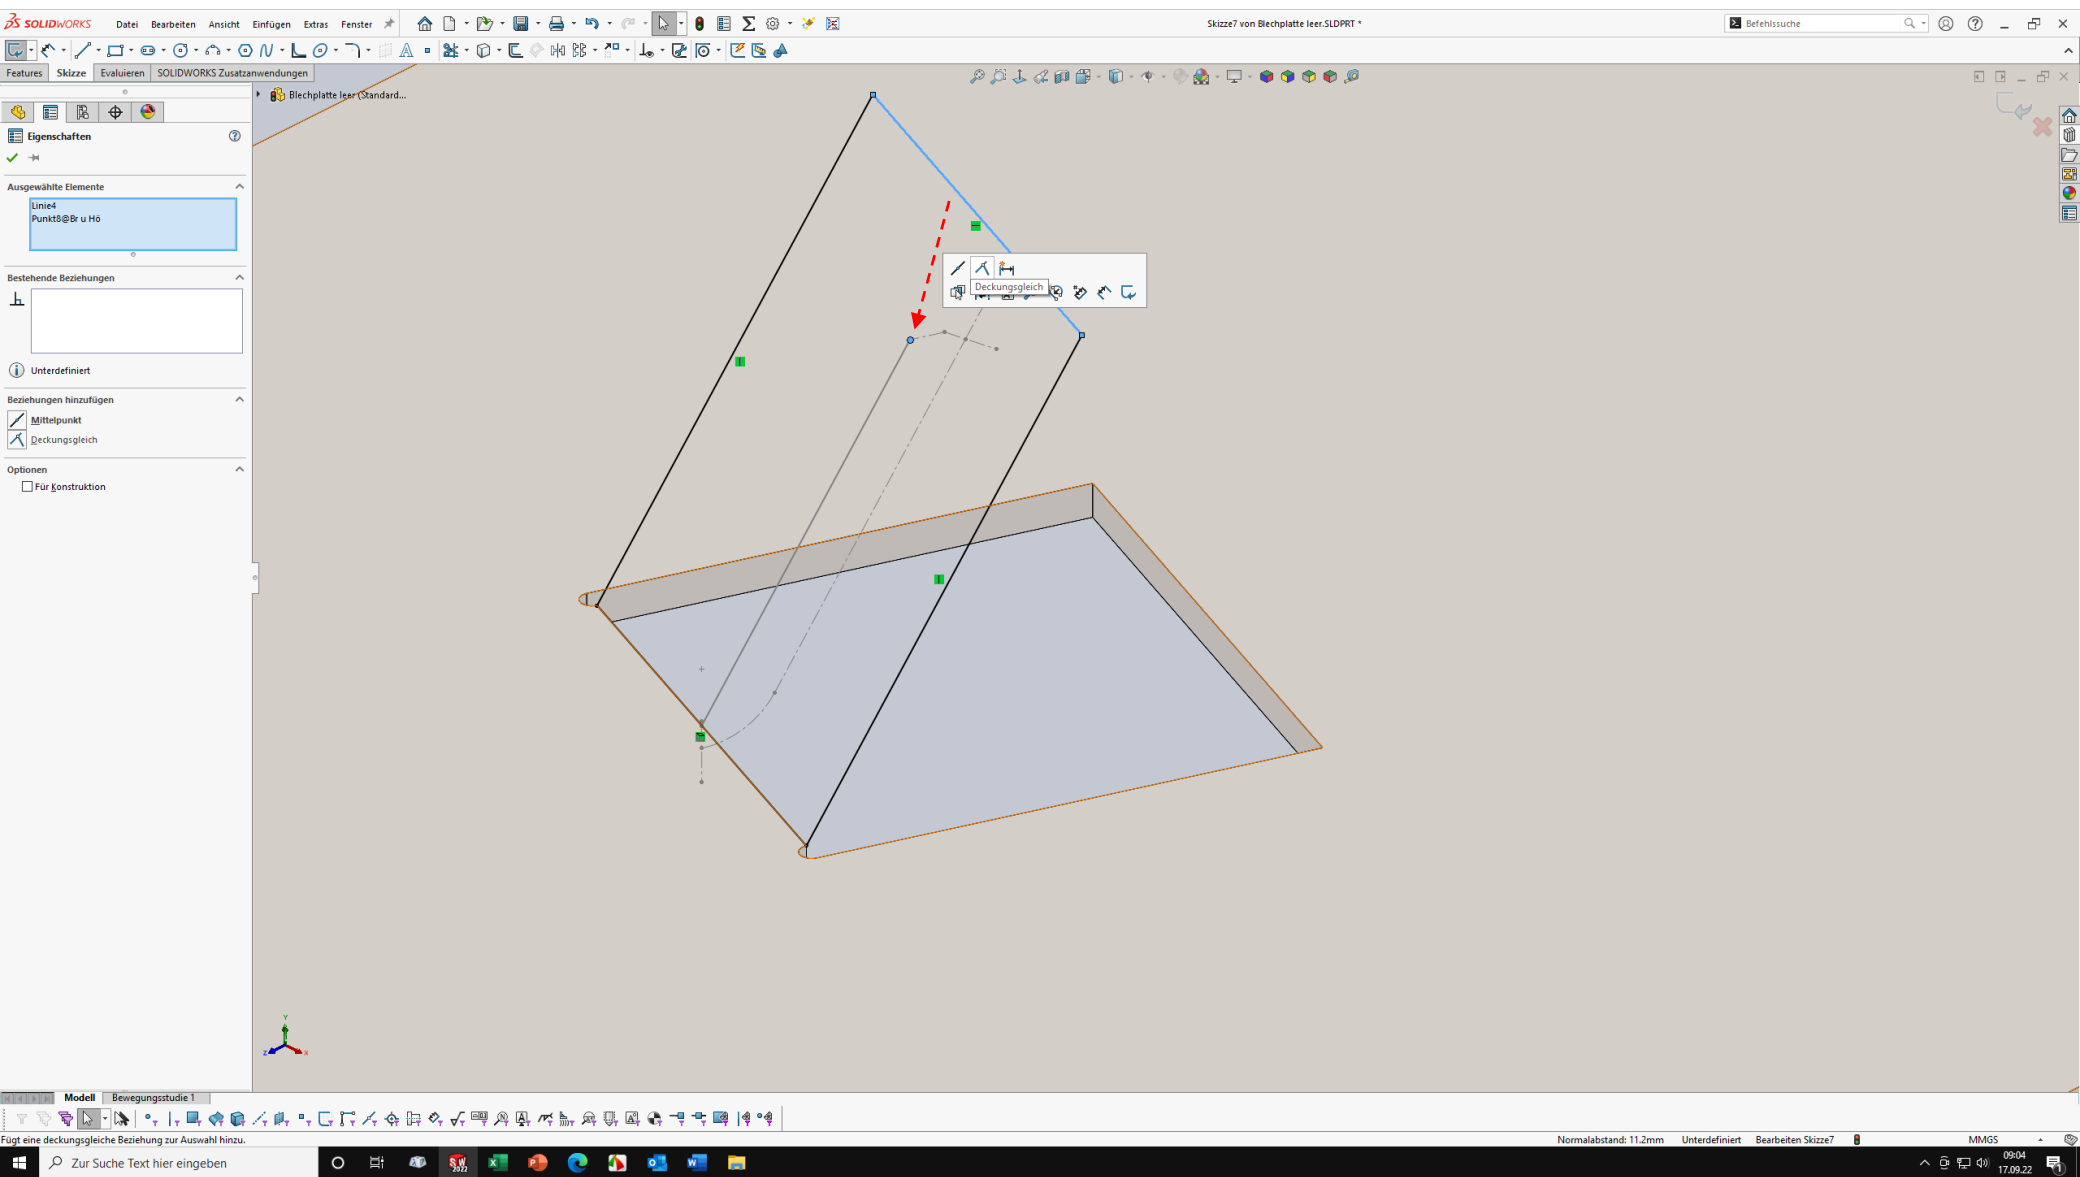 SOLIDWORKS
Datei
Bearbeiten
Ansicht
Einfügen
Extras
Fenster
Skizze7 von Blechplatte leer.SLDPRT *
Befehlssuche
Features
Skizze
Evaluieren
SOLIDWORKS Zusatzanwendungen
Blechplatte leer (Standard...
Eigenschaften
Ausgewählte Elemente
Linie4
Punkt8@Br u Hö
Bestehende Beziehungen
Unterdefiniert
Beziehungen hinzufügen
Mittelpunkt
Deckungsgleich
Optionen
Für Konstruktion
Deckungsgleich
Y
Z
X
Modell
Bewegungsstudie 1
Fügt eine deckungsgleiche Beziehung zur Auswahl hinzu.
Normalabstand: 11.2mm
Unterdefiniert
Bearbeiten Skizze7
MMGS
Zur Suche Text hier eingeben
SW
2022
09:04
17.09.22
1